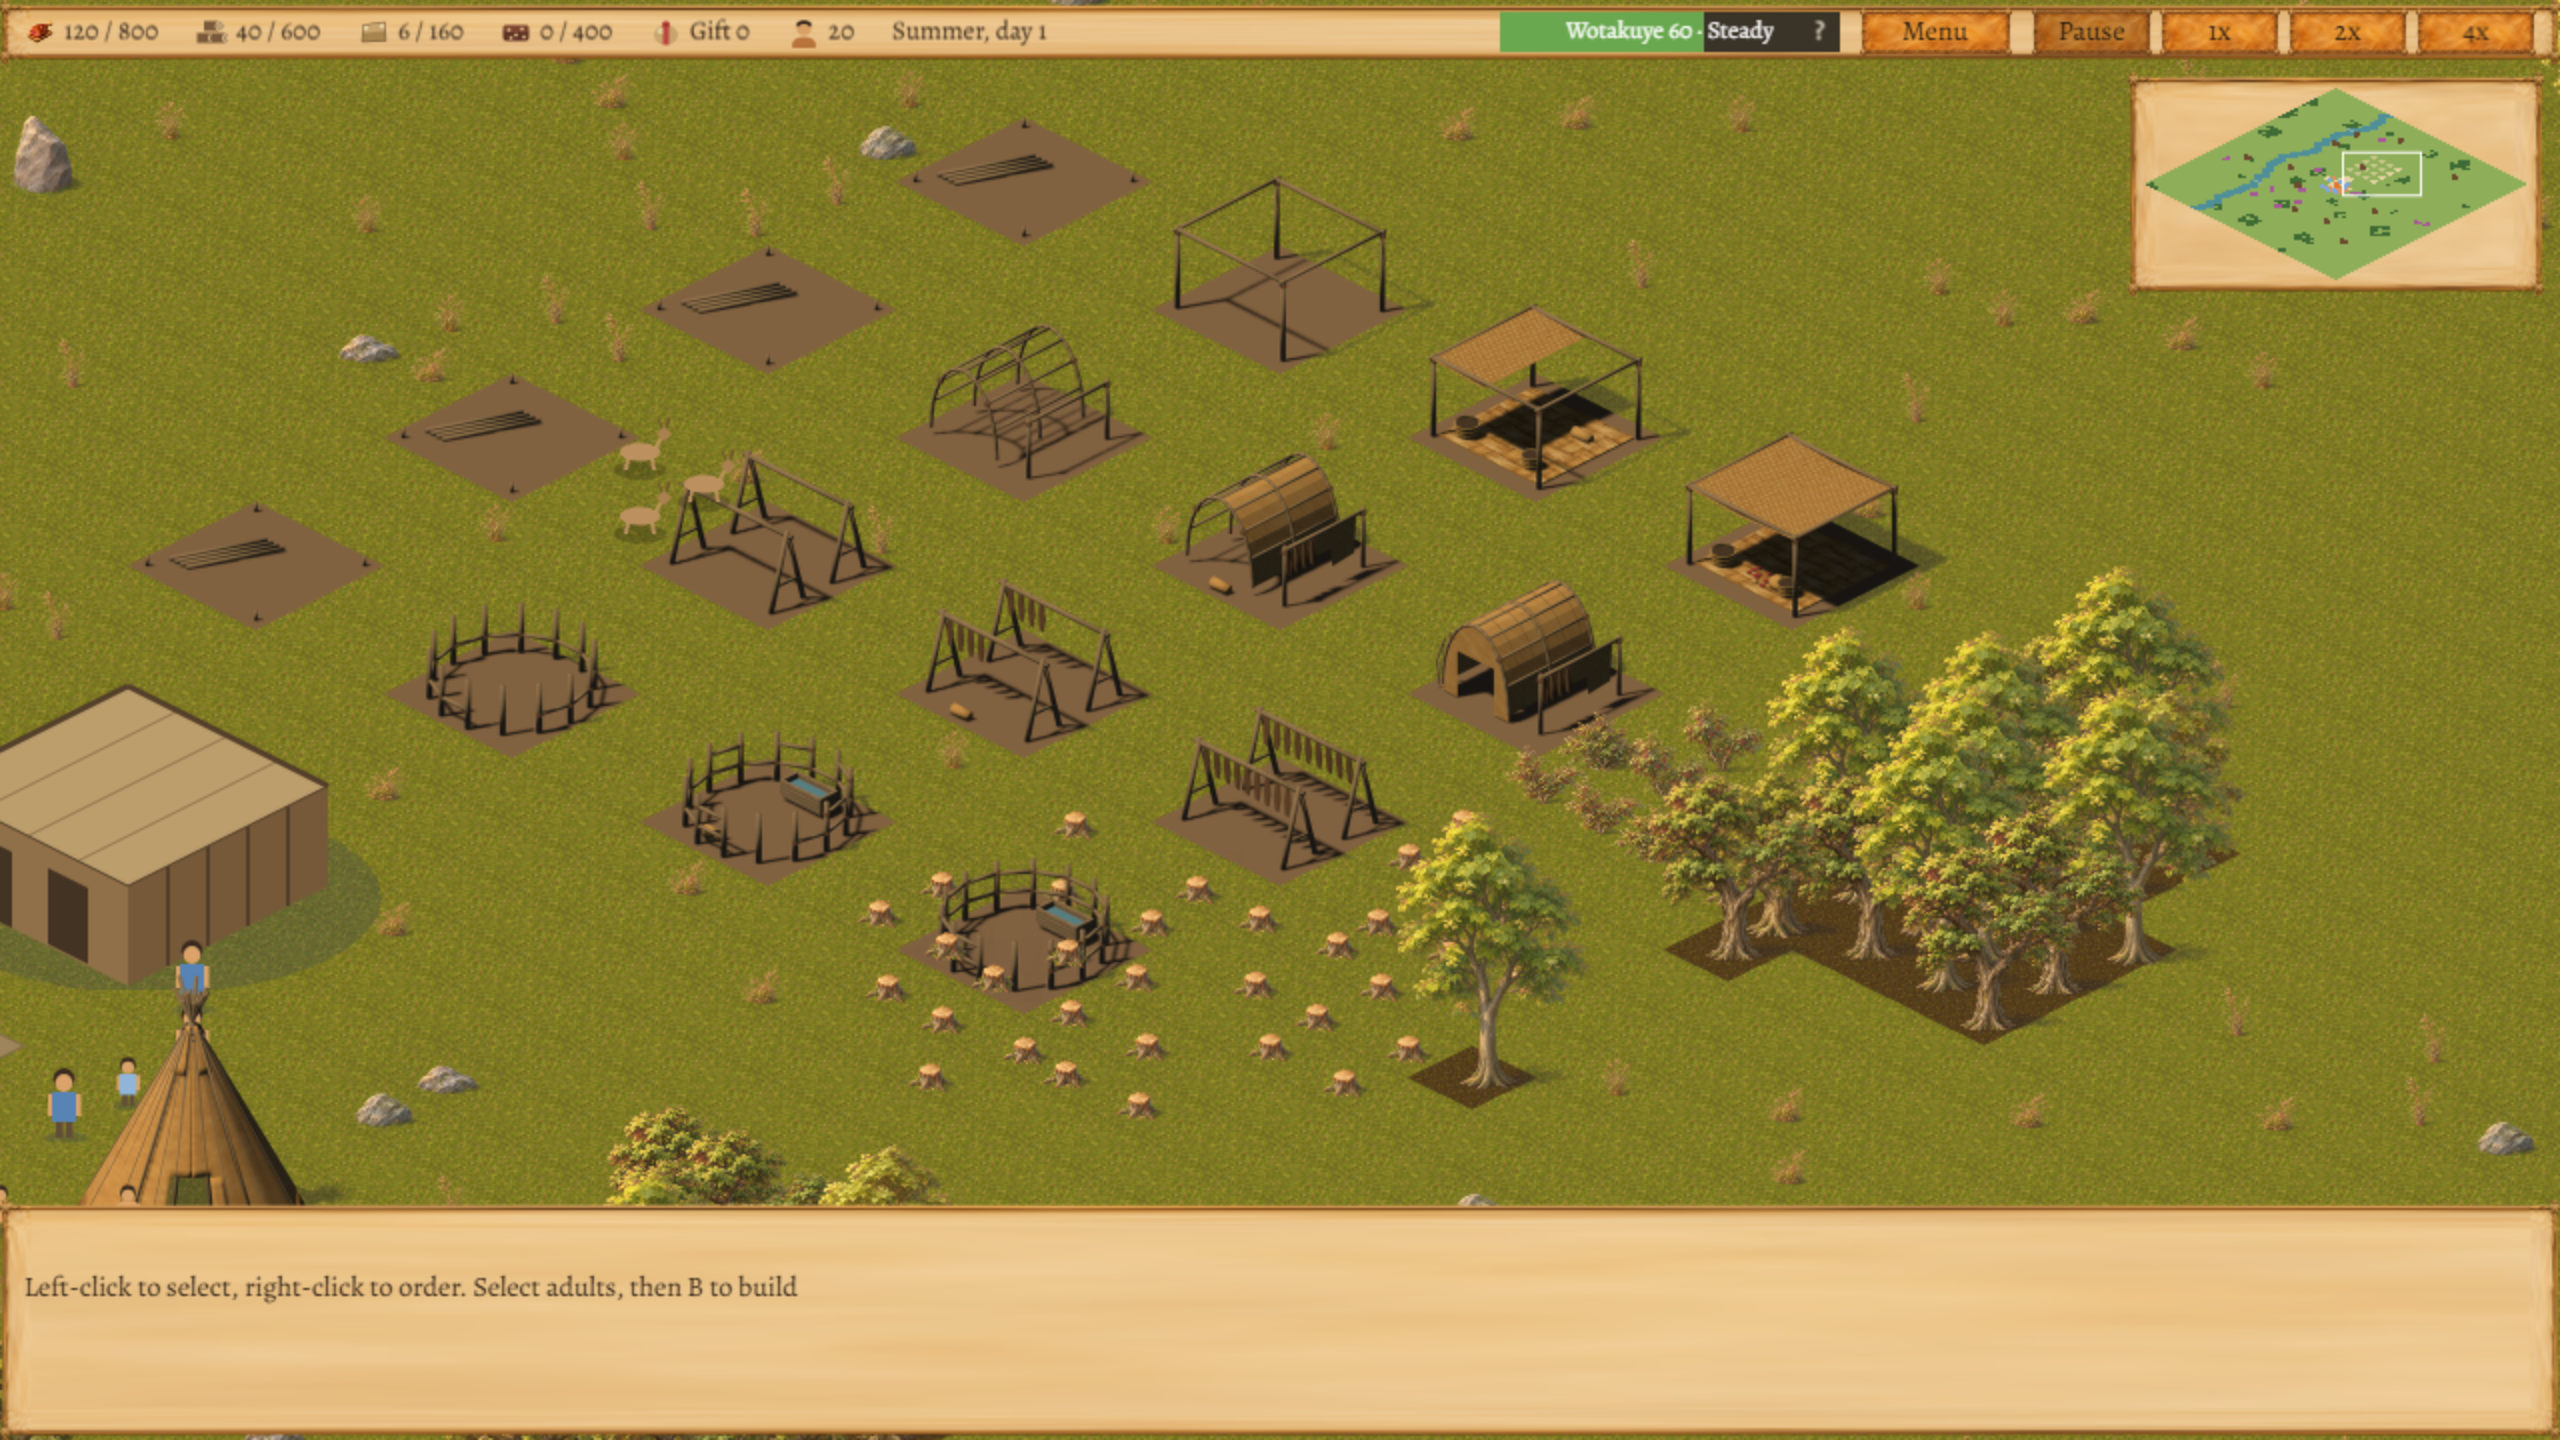 120 / 800 40 / 600 6 / 160 0 / 400 Gift 0 20 Summer, day 1 Wotakuye 60 · Steady ? Menu Pause 1x 2x 4x
Left-click to select, right-click to order. Select adults, then B to build